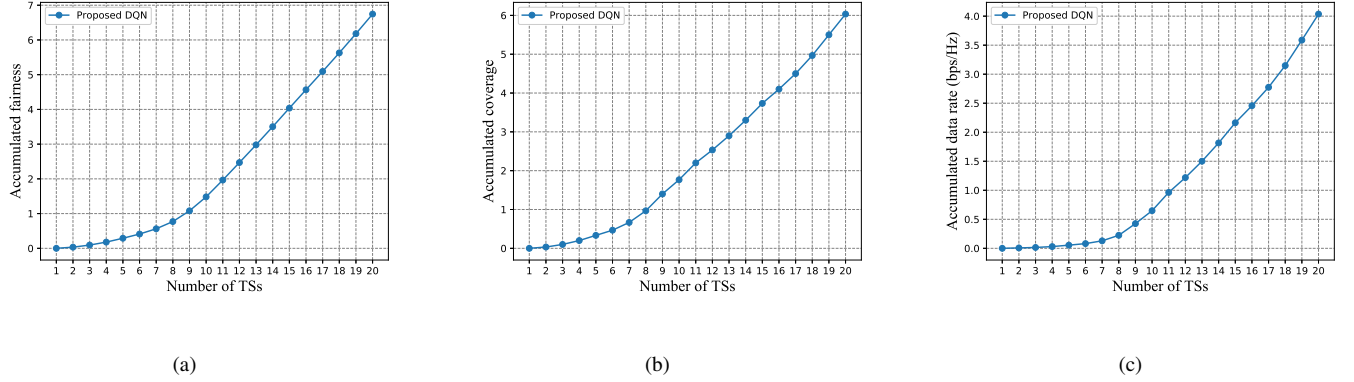 Proposed DQN
Accumulated fairness
7
6
5
4
3
2
1
0
1 2 3 4 5 6 7 8 9 10 11 12 13 14 15 16 17 18 19 20
Number of TSs
(a)
Proposed DQN
Accumulated coverage
6
5
4
3
2
1
0
1 2 3 4 5 6 7 8 9 10 11 12 13 14 15 16 17 18 19 20
Number of TSs
(b)
Proposed DQN
Accumulated data rate (bps/Hz)
4.0
3.5
3.0
2.5
2.0
1.5
1.0
0.5
0.0
1 2 3 4 5 6 7 8 9 10 11 12 13 14 15 16 17 18 19 20
Number of TSs
(c)